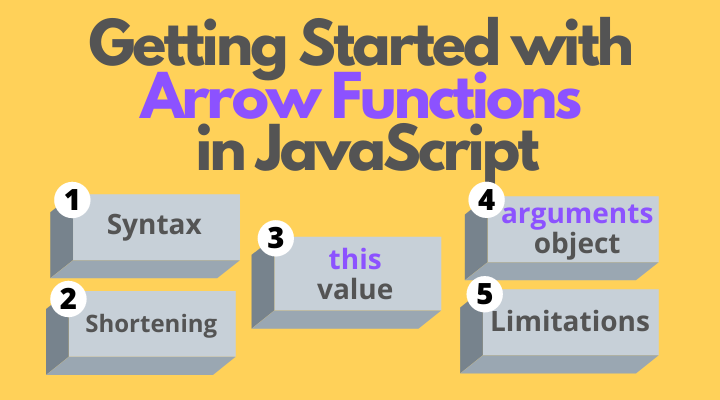 Getting Started with
Arrow Functions
in JavaScript
1
Syntax
2
Shortening
3
this
value
4
arguments
object
5
Limitations